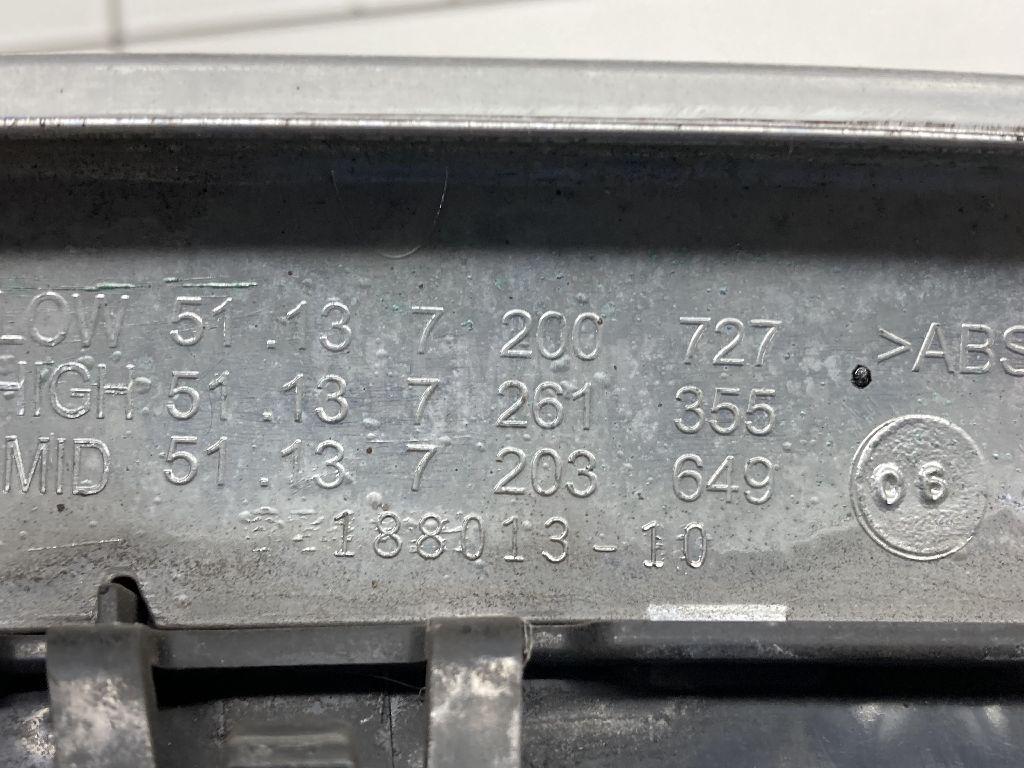 LOW 51.13 7 200 727 >ABS
HIGH 51.13 7 261 355
MID 51.13 7 203 649
06
188013-10